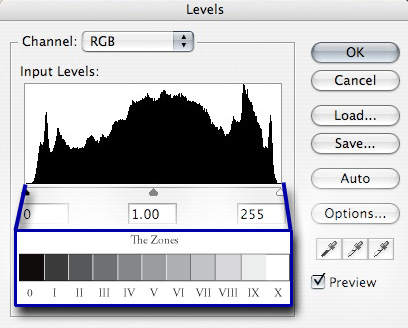 Levels
Channel: RGB
OK
Input Levels:
Cancel
Load...
Save...
Auto
0 1.00 255
Options...
The Zones
0 I II III IV V VI VII VIII IX X
Preview